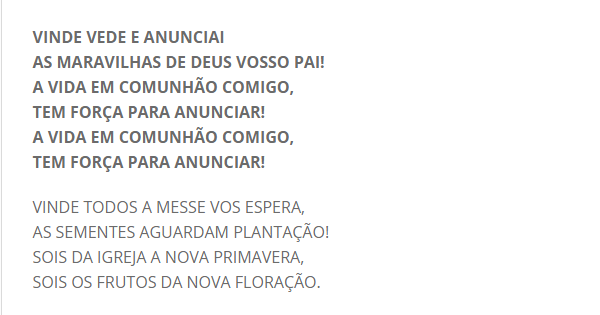 VINDE VEDE E ANUNCIAI
AS MARAVILHAS DE DEUS VOSSO PAI!
A VIDA EM COMUNHÃO COMIGO,
TEM FORÇA PARA ANUNCIAR!
A VIDA EM COMUNHÃO COMIGO,
TEM FORÇA PARA ANUNCIAR!
VINDE TODOS A MESSE VOS ESPERA,
AS SEMENTES AGUARDAM PLANTAÇÃO!
SOIS DA IGREJA A NOVA PRIMAVERA,
SOIS OS FRUTOS DA NOVA FLORAÇÃO.